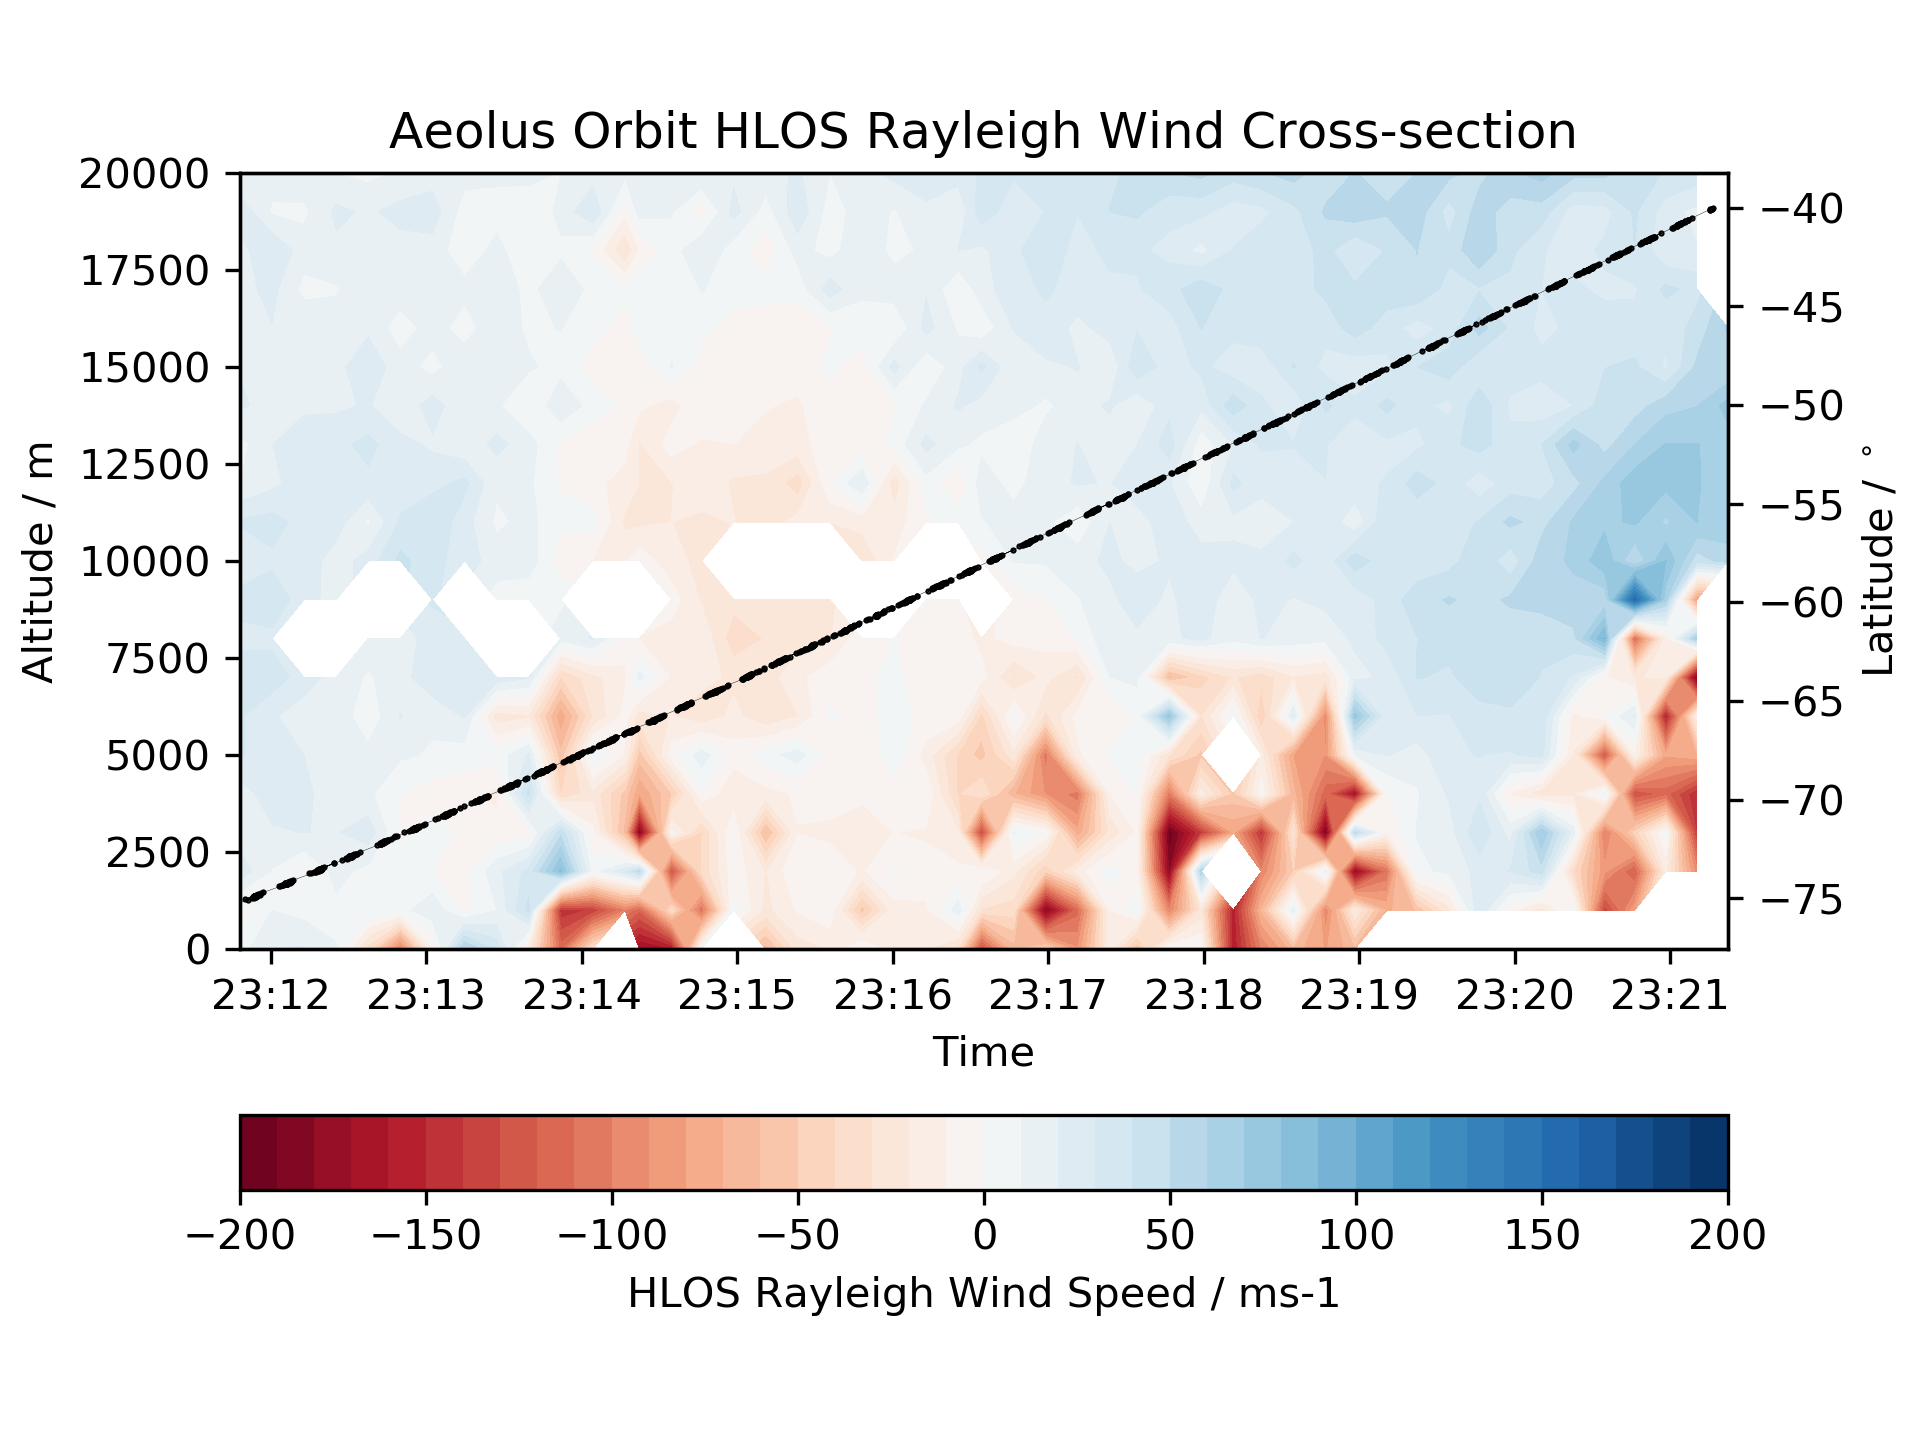 Aeolus Orbit HLOS Rayleigh Wind Cross-section
20000
17500
15000
12500
10000
7500
5000
2500
0
Altitude / m
−40
−45
−50
−55
−60
−65
−70
−75
Latitude / °
23:12 23:13 23:14 23:15 23:16 23:17 23:18 23:19 23:20 23:21
Time
−200 −150 −100 −50 0 50 100 150 200
HLOS Rayleigh Wind Speed / ms-1